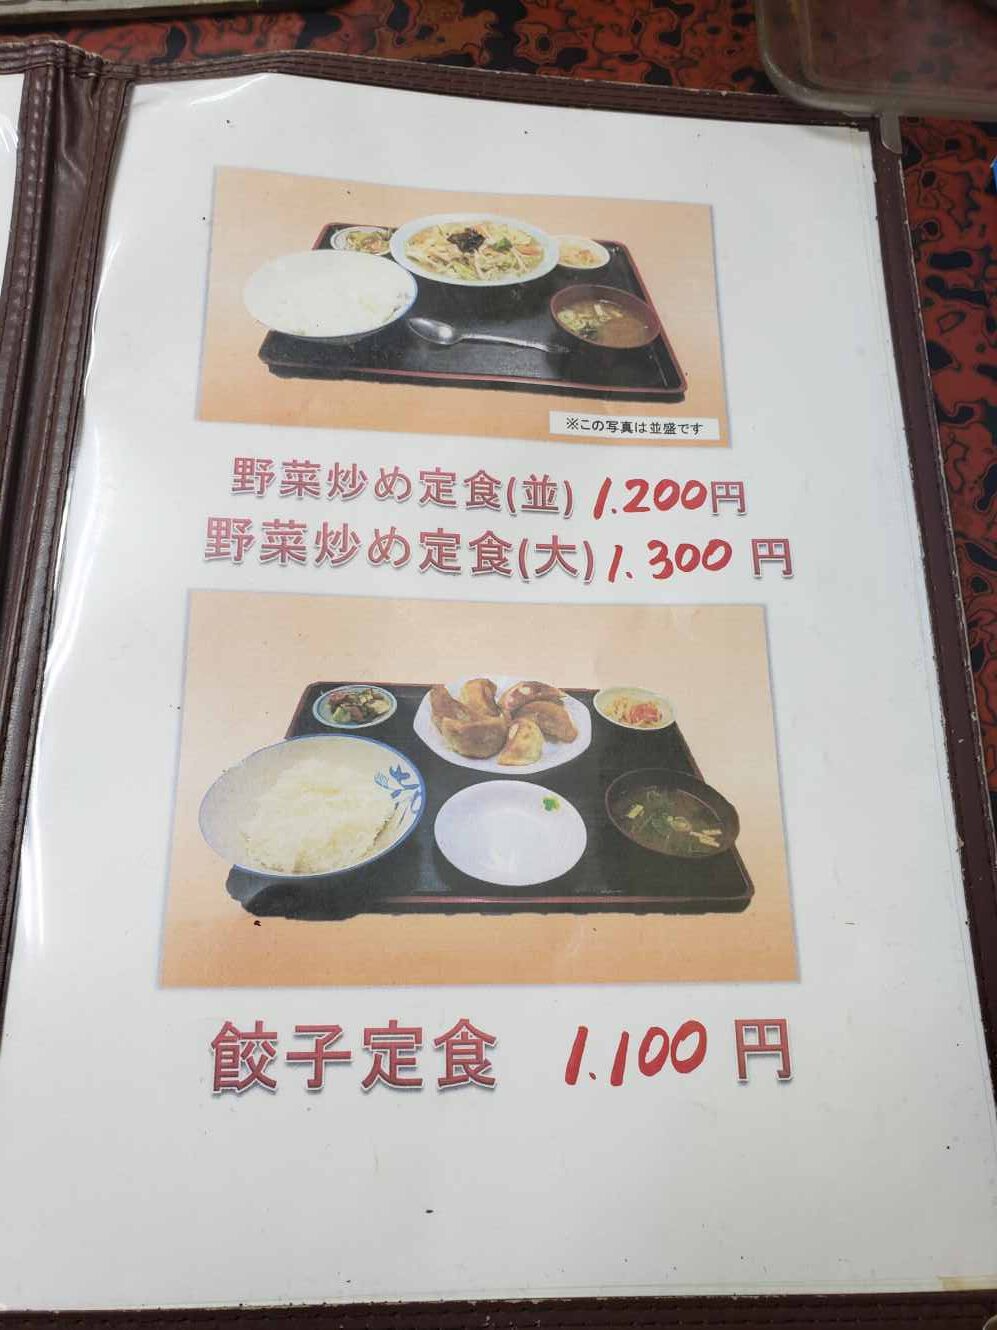 ※この写真は並盛です
野菜炒め定食(並) 1.200円
野菜炒め定食(大) 1.300円
餃子定食 1.100円